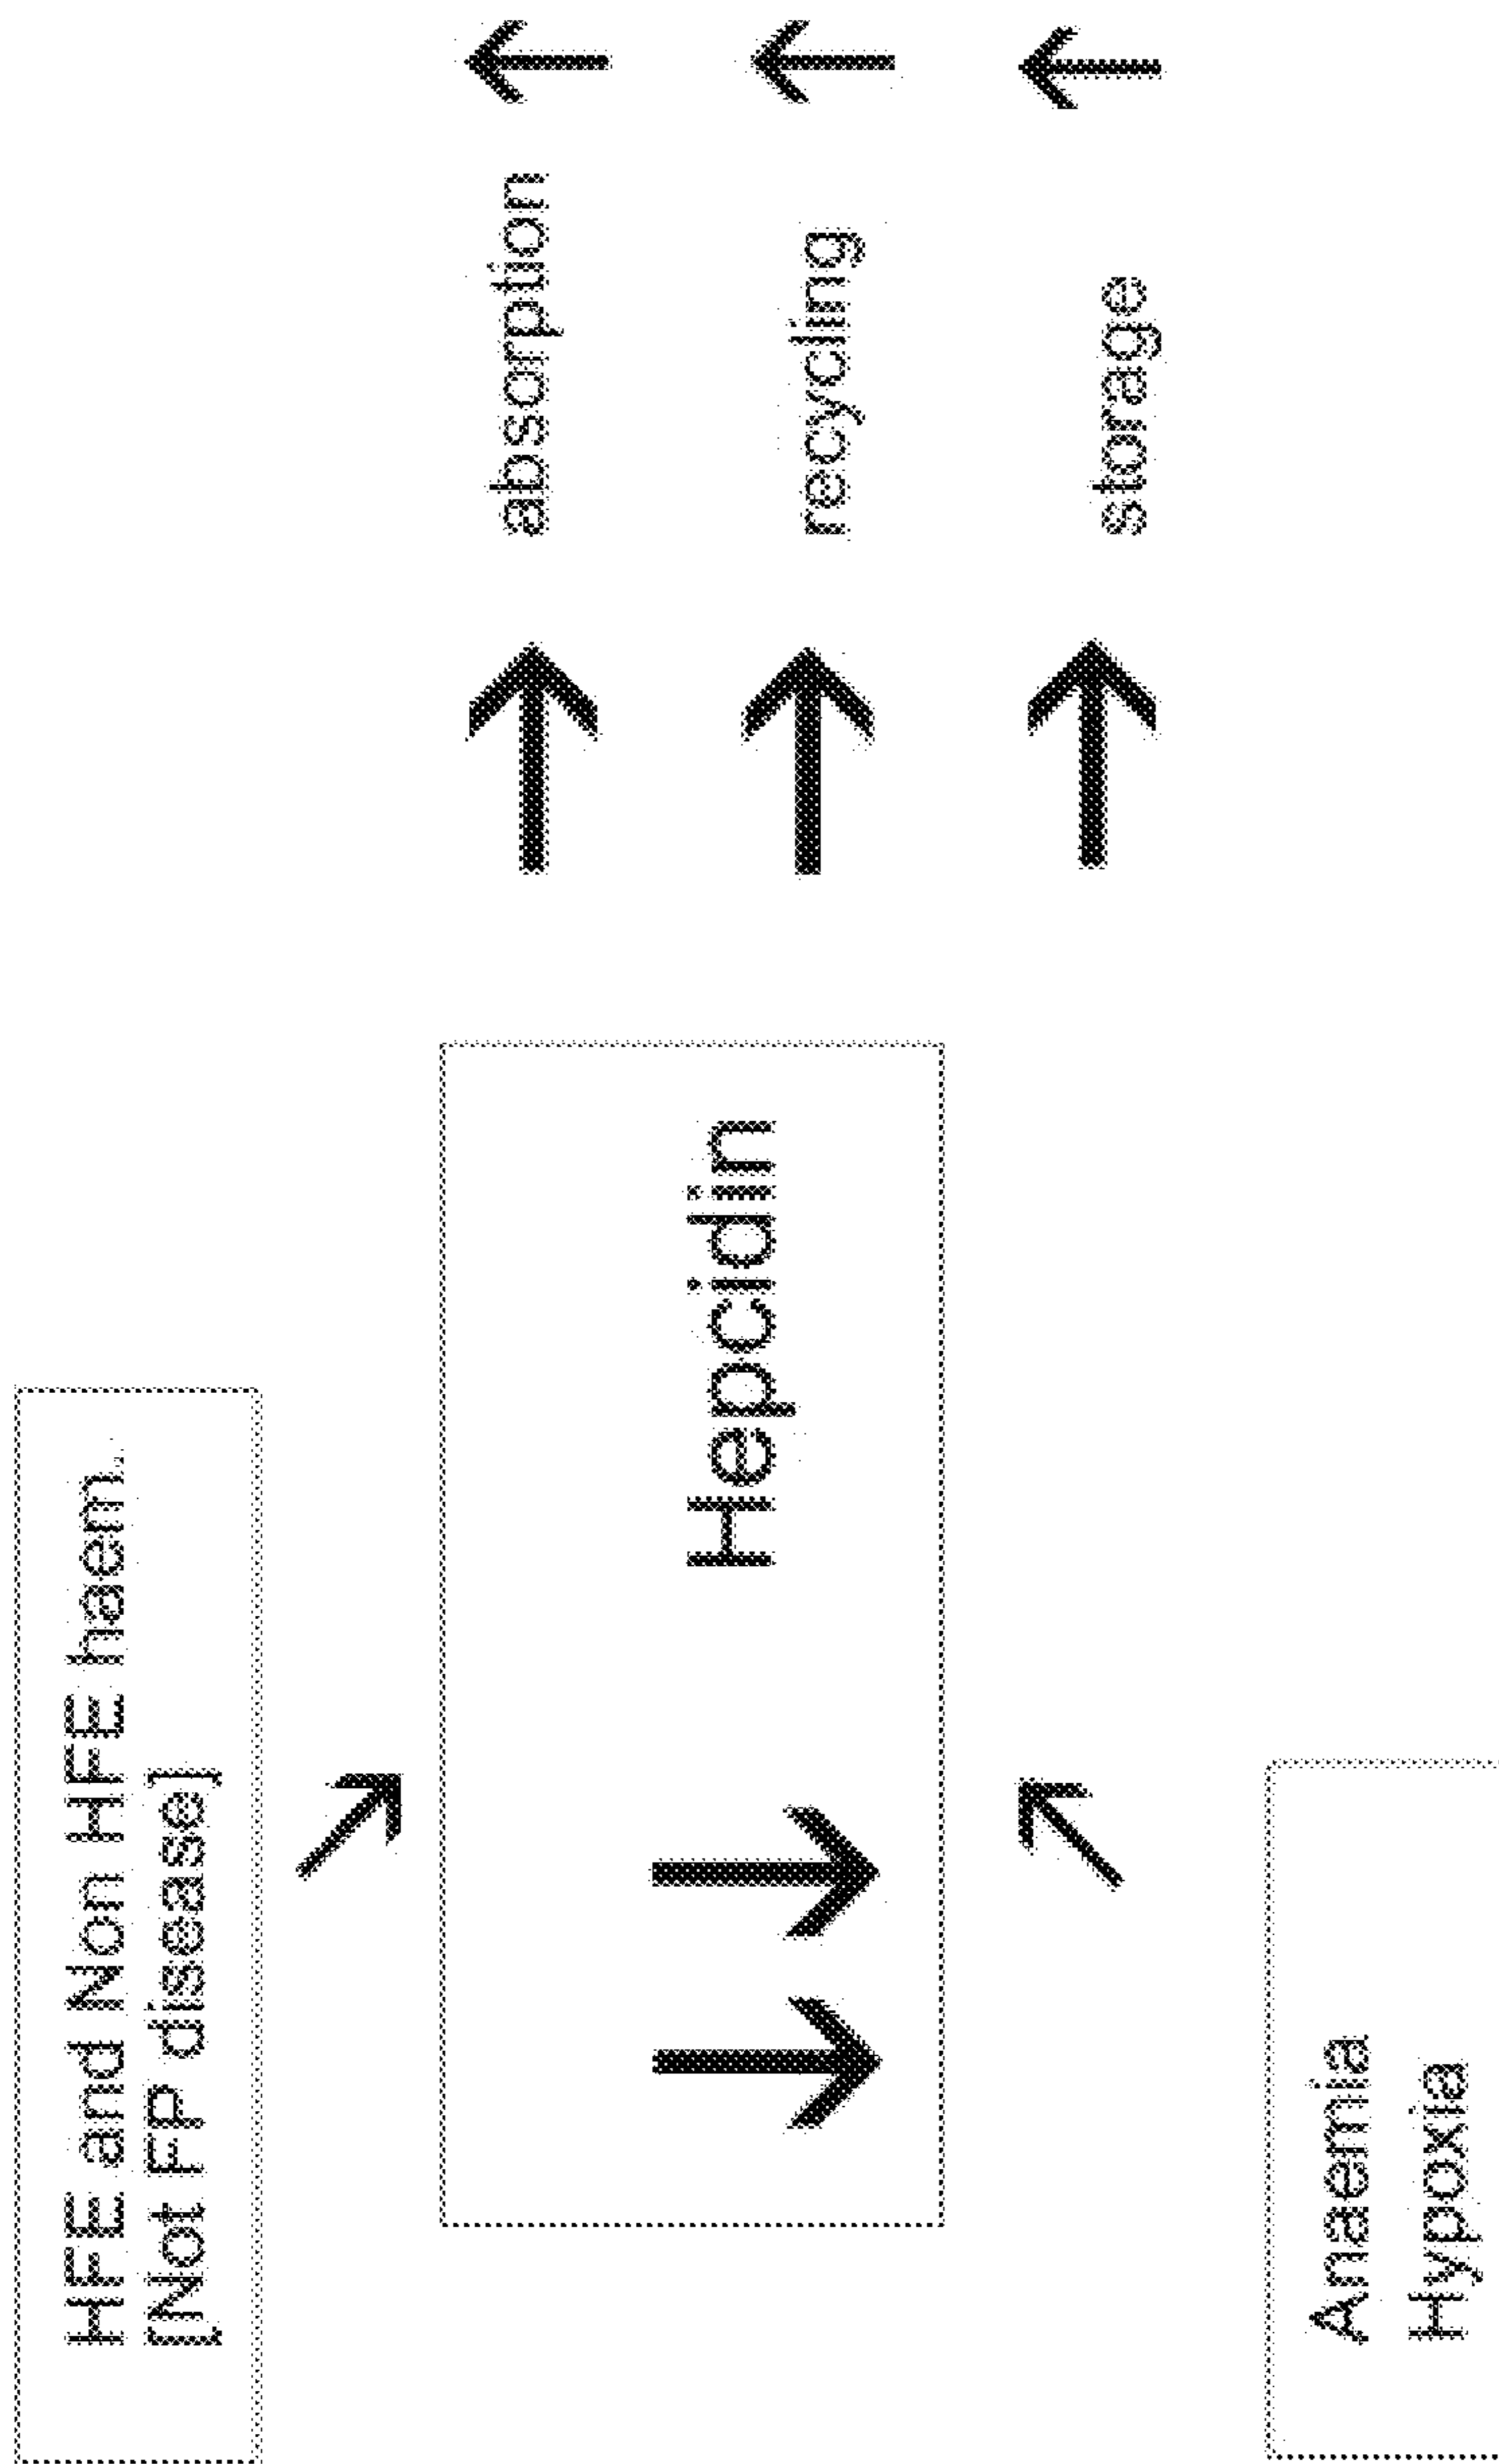 HFE and Non HFE haem.
[Not FP disease]
Hepcidin
absorption
recycling
storage
Anaemia
Hypoxia